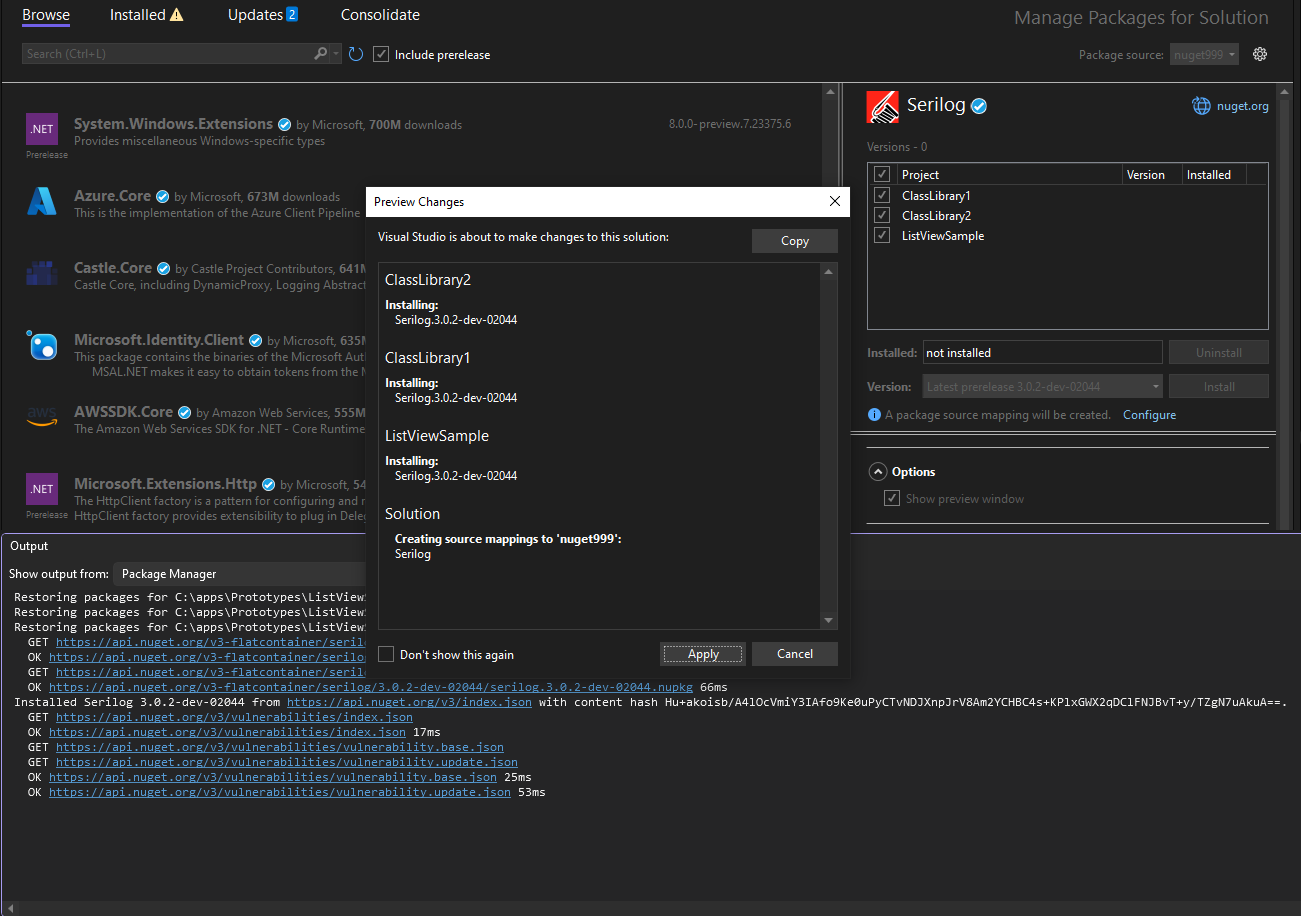 Browse Installed Updates 2 Consolidate
Manage Packages for Solution
Search (Ctrl+L)
Include prerelease
Package source: nuget999
.NET
Prerelease
System.Windows.Extensions by Microsoft, 700M downloads
8.0.0-preview.7.23375.6
Provides miscellaneous Windows-specific types
Azure.Core by Microsoft, 673M downloads
This is the implementation of the Azure Client Pipeline
Castle.Core by Castle Project Contributors, 641M
Castle Core, including DynamicProxy, Logging Abstract
Microsoft.Identity.Client by Microsoft, 635M
This package contains the binaries of the Microsoft Aut
MSAL.NET makes it easy to obtain tokens from the M
aws
AWSSDK.Core by Amazon Web Services, 555M
The Amazon Web Services SDK for .NET - Core Runtime
.NET
Prerelease
Microsoft.Extensions.Http by Microsoft, 54
The HttpClient factory is a pattern for configuring and r
HttpClient factory provides extensibility to plug in Deleg
Serilog
nuget.org
Versions - 0
Project Version Installed
ClassLibrary1
ClassLibrary2
ListViewSample
Installed: not installed Uninstall
Version: Latest prerelease 3.0.2-dev-02044 Install
A package source mapping will be created. Configure
Options
Show preview window
Preview Changes
Visual Studio is about to make changes to this solution:
Copy
ClassLibrary2
Installing:
Serilog.3.0.2-dev-02044
ClassLibrary1
Installing:
Serilog.3.0.2-dev-02044
ListViewSample
Installing:
Serilog.3.0.2-dev-02044
Solution
Creating source mappings to 'nuget999':
Serilog
Don't show this again
Apply Cancel
Output
Show output from: Package Manager
Restoring packages for C:\apps\Prototypes\ListView
Restoring packages for C:\apps\Prototypes\ListView
Restoring packages for C:\apps\Prototypes\ListView
GET https://api.nuget.org/v3-flatcontainer/seril
OK https://api.nuget.org/v3-flatcontainer/serilo
GET https://api.nuget.org/v3-flatcontainer/seril
OK https://api.nuget.org/v3-flatcontainer/serilog/3.0.2-dev-02044/serilog.3.0.2-dev-02044.nupkg 66ms
Installed Serilog 3.0.2-dev-02044 from https://api.nuget.org/v3/index.json with content hash Hu+akoisb/A4lOcVmiY3IAfo9Ke0uPyCTvNDJXnpJrV8Am2YCHBC4s+KPlxGWX2qDClFNJBvT+y/TZgN7uAkuA==.
GET https://api.nuget.org/v3/vulnerabilities/index.json
OK https://api.nuget.org/v3/vulnerabilities/index.json 17ms
GET https://api.nuget.org/v3/vulnerabilities/vulnerability.base.json
GET https://api.nuget.org/v3/vulnerabilities/vulnerability.update.json
OK https://api.nuget.org/v3/vulnerabilities/vulnerability.base.json 25ms
OK https://api.nuget.org/v3/vulnerabilities/vulnerability.update.json 53ms